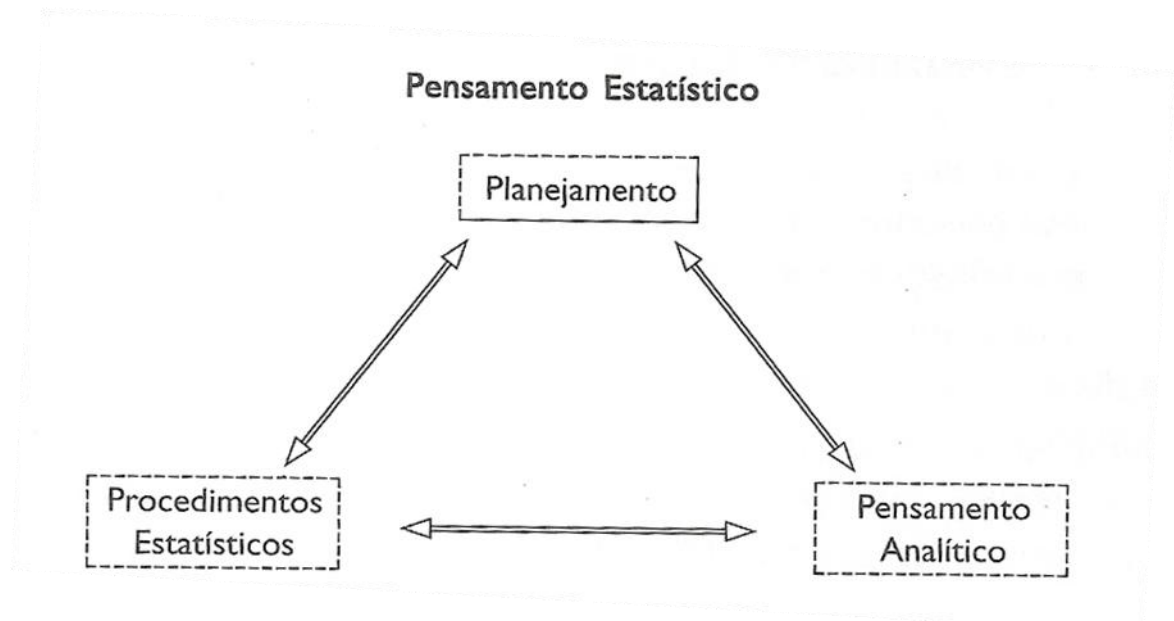 Pensamento Estatístico
Planejamento
Procedimentos
Estatísticos
Pensamento
Analítico